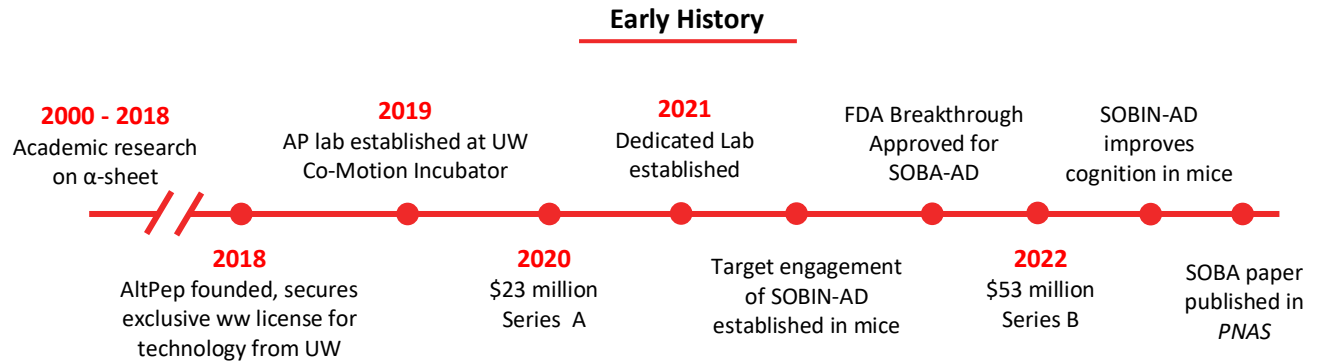 Early History
2000 - 2018
Academic research
on α-sheet
2018
AltPep founded, secures
exclusive ww license for
technology from UW
2019
AP lab established at UW
Co-Motion Incubator
2020
$23 million
Series A
2021
Dedicated Lab
established
Target engagement
of SOBIN-AD
established in mice
FDA Breakthrough
Approved for
SOBA-AD
2022
$53 million
Series B
SOBIN-AD
improves
cognition in mice
SOBA paper
published in
PNAS